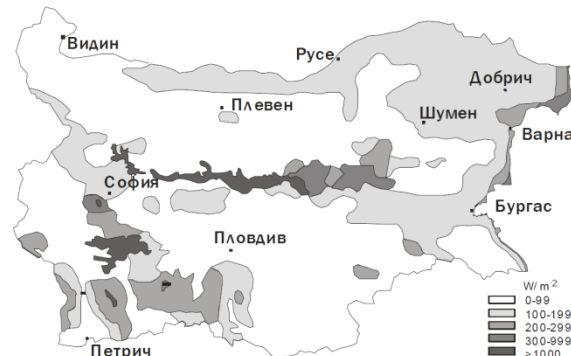 Видин
Русе
Добрич
Плевен
Шумен
Варна
София
Бургас
Пловдив
Петрич
W/ m 2
0-99
100-199
200-299
300-999
>1000